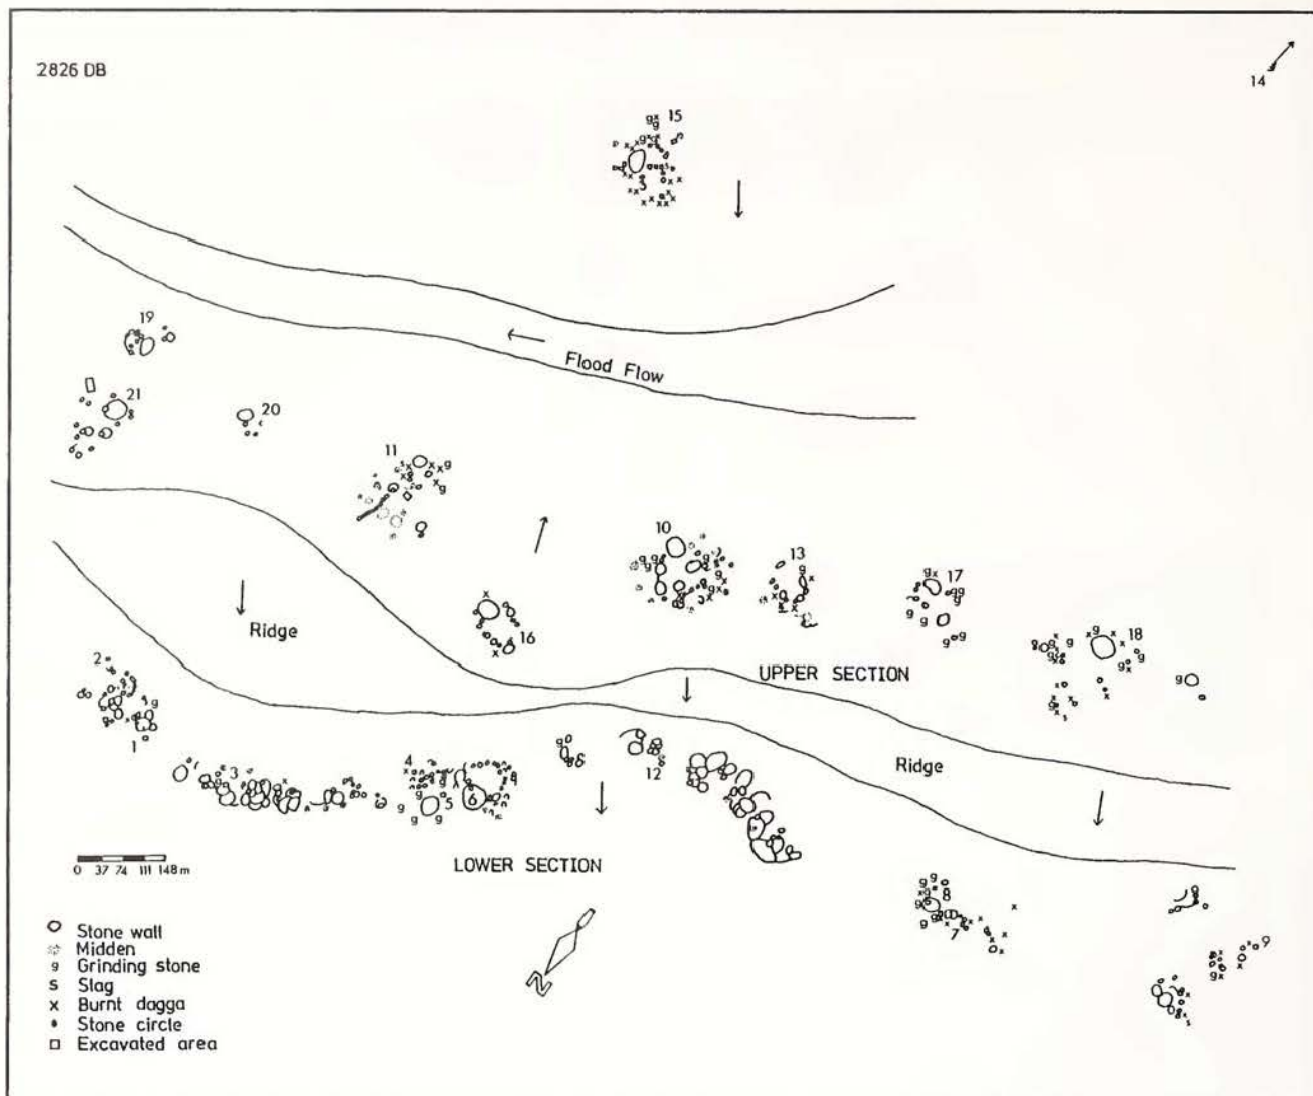 2826 DB
14
15
19
Flood Flow
21
20
11
10
13
17
16
18
Ridge
UPPER SECTION
2
1
12
Ridge
3
4
5
6
LOWER SECTION
0 37 74 111 148 m
8
7
9
N
Stone wall
Midden
g Grinding stone
s Slag
x Burnt dagga
Stone circle
Excavated area